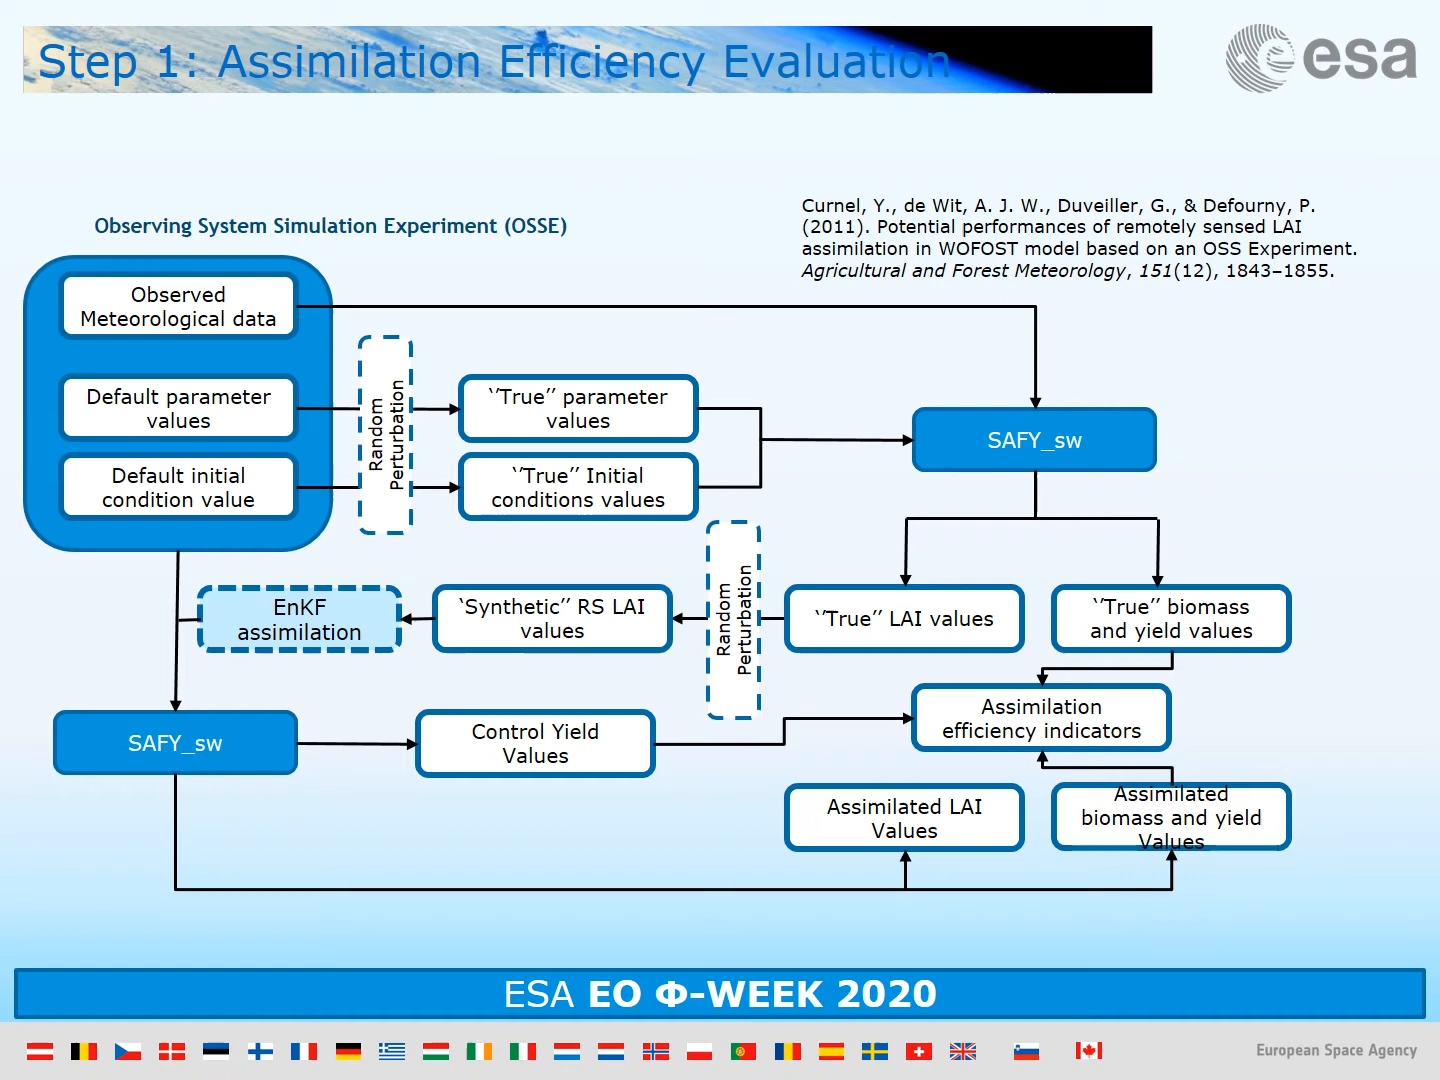 Step 1: Assimilation Efficiency Evaluation
esa
Observing System Simulation Experiment (OSSE)
Curnel, Y., de Wit, A. J. W., Duveiller, G., & Defourny, P.
(2011). Potential performances of remotely sensed LAI
assimilation in WOFOST model based on an OSS Experiment.
Agricultural and Forest Meteorology, 151(12), 1843–1855.
Observed
Meteorological data
Default parameter
values
Default initial
condition value
Random
Perturbation
‘’True’’ parameter
values
‘’True’’ Initial
conditions values
SAFY_sw
EnKF
assimilation
‘Synthetic’’ RS LAI
values
Random
Perturbation
‘’True’’ LAI values
‘’True’’ biomass
and yield values
Assimilation
efficiency indicators
SAFY_sw
Control Yield
Values
Assimilated LAI
Values
Assimilated
biomass and yield
Values
ESA EO Φ-WEEK 2020
European Space Agency